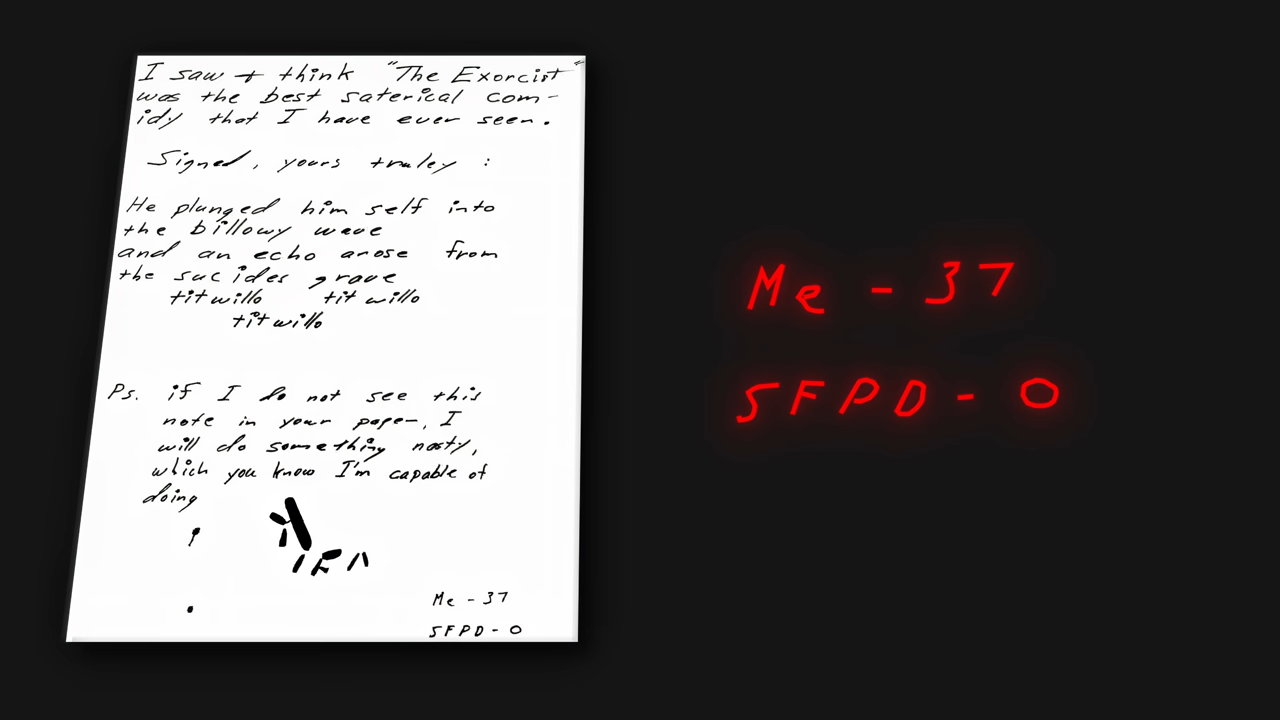 I saw + think "The Exorcist"
was the best saterical com-
idy that I have ever seen.
Signed, yours truley :
He plunged him self into
the billowy wave
and an echo arose from
the sucides grave
titwillo titwillo
titwillo
Ps. if I do not see this
note in your paper, I
will do something nasty,
which you know I'm capable of
doing
Me - 37
SFPD - 0
Me - 37
SFPD - 0